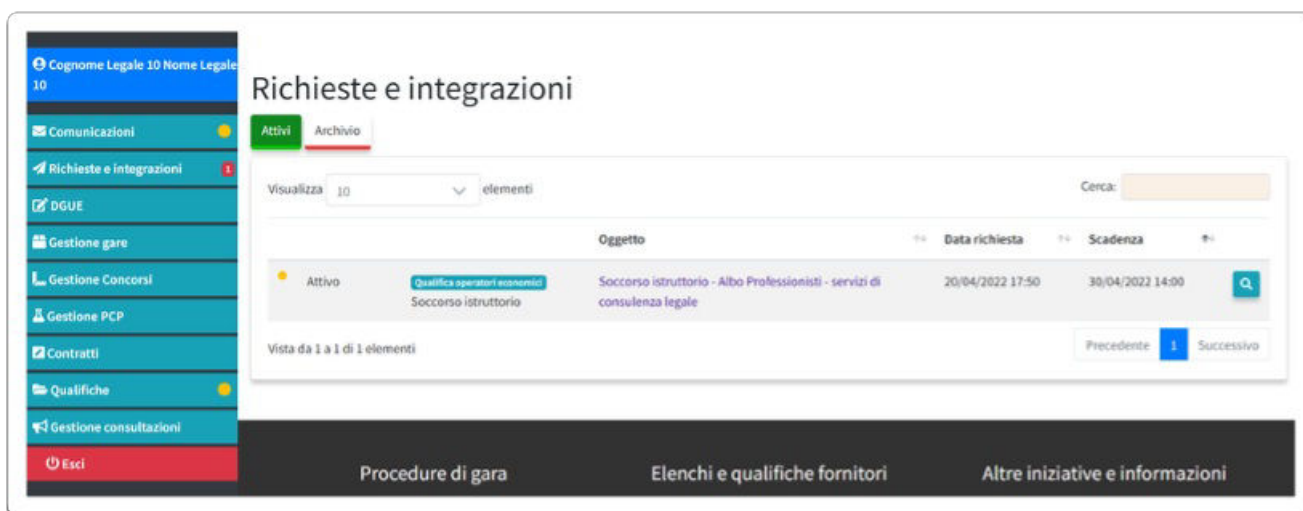 Cognome Legale 10 Nome Legale
10
Comunicazioni
Richieste e integrazioni 1
DGUE
Gestione gare
Gestione Concorsi
Gestione PCP
Contratti
Qualifiche
Gestione consultazioni
Esci
Richieste e integrazioni
Attivi Archivio
Visualizza 10 elementi Cerca:
Oggetto Data richiesta Scadenza
Attivo Qualifica operatori economici Soccorso istruttorio - Albo Professionisti - servizi di 20/04/2022 17:50 30/04/2022 14:00
Soccorso istruttorio consulenza legale
Vista da 1 a 1 di 1 elementi Precedente 1 Successivo
Procedure di gara Elenchi e qualifiche fornitori Altre iniziative e informazioni